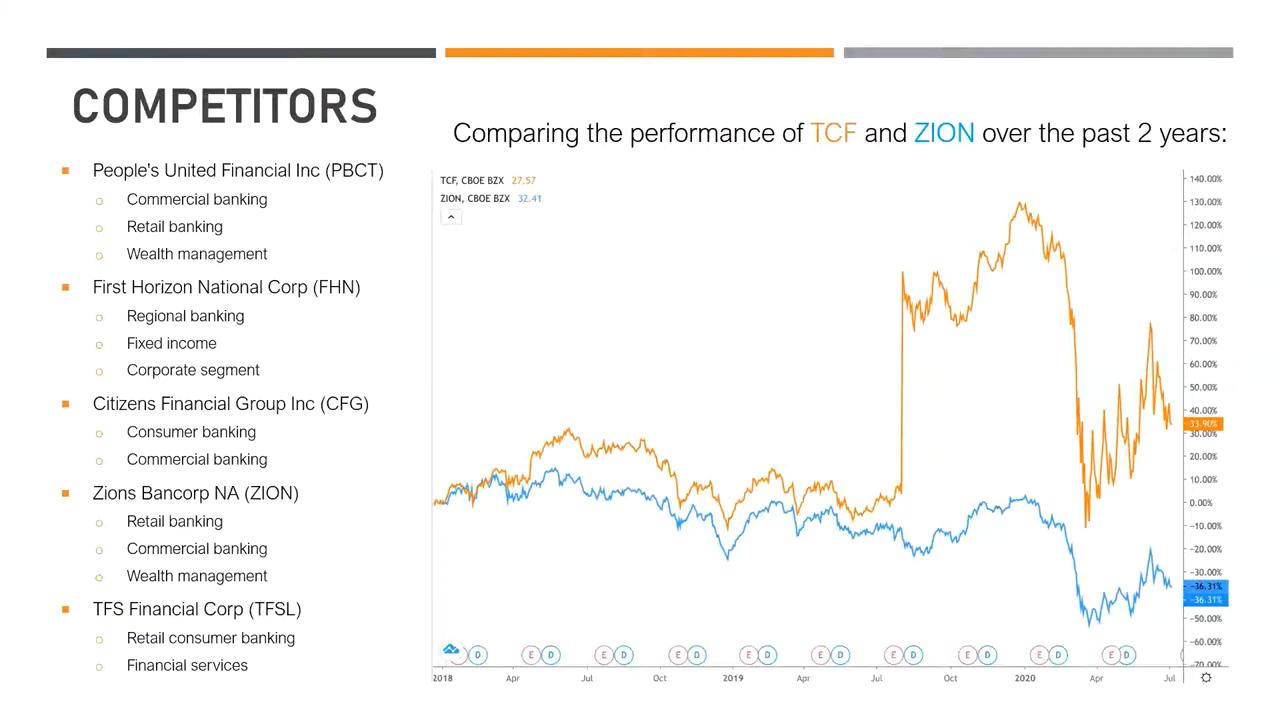 COMPETITORS
People's United Financial Inc (PBCT)
Commercial banking
Retail banking
Wealth management
First Horizon National Corp (FHN)
Regional banking
Fixed income
Corporate segment
Citizens Financial Group Inc (CFG)
Consumer banking
Commercial banking
Zions Bancorp NA (ZION)
Retail banking
Commercial banking
Wealth management
TFS Financial Corp (TFSL)
Retail consumer banking
Financial services
Comparing the performance of TCF and ZION over the past 2 years:
TCF, CBOE BZX 27.57
ZION, CBOE BZX 32.41
140.00%
130.00%
120.00%
110.00%
100.00%
90.00%
80.00%
70.00%
60.00%
50.00%
40.00%
33.90%
30.00%
20.00%
10.00%
0.00%
-10.00%
-20.00%
-30.00%
-36.31%
-36.31%
-50.00%
-60.00%
-70.00%
D E D E D E D E D E D E D E D E D E D
2018 Apr Jul Oct 2019 Apr Jul Oct 2020 Apr Jul